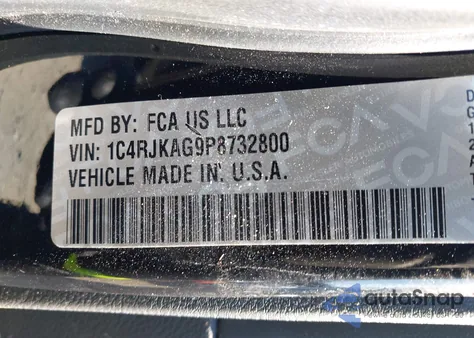 MFD BY: FCA US LLC
VIN: 1C4RJKAG9P8732800
VEHICLE MADE IN: U.S.A.
autoSnap